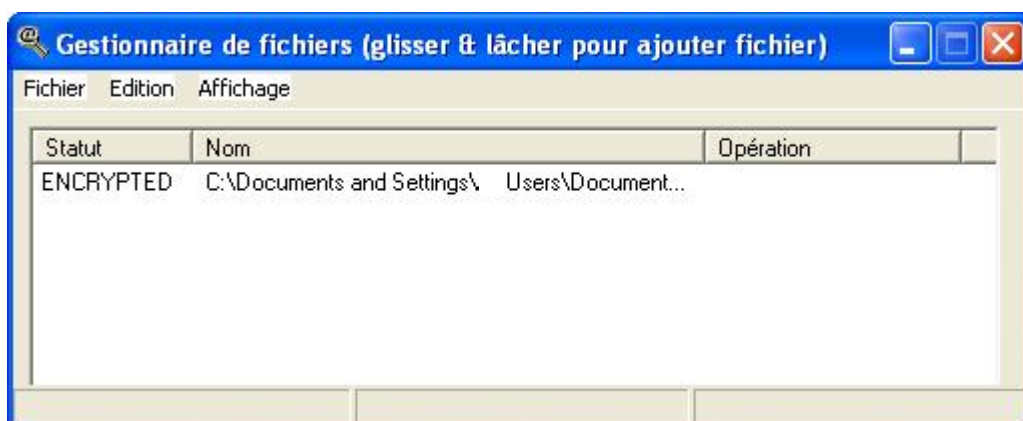 Gestionnaire de fichiers (glisser & lâcher pour ajouter fichier)
Fichier Edition Affichage
Statut Nom Opération
ENCRYPTED C:\Documents and Settings\ Users\Document...